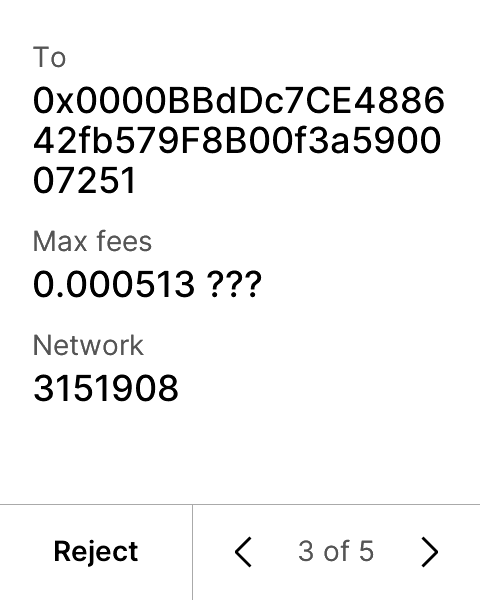 To
0x0000BBdDc7CE4886
42fb579F8B00f3a5900
07251
Max fees
0.000513 ???
Network
3151908
Reject
3 of 5